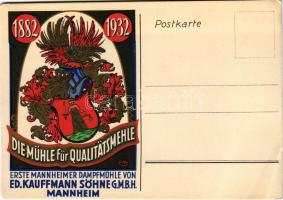 1882 1932
Postkarte
DIE MÜHLE FÜR QUALITÄTSMEHLE
ERSTE MANNHEIMER DAMPFMÜHLE VON
ED. KAUFFMANN SÖHNE G.M.B.H.
MANNHEIM